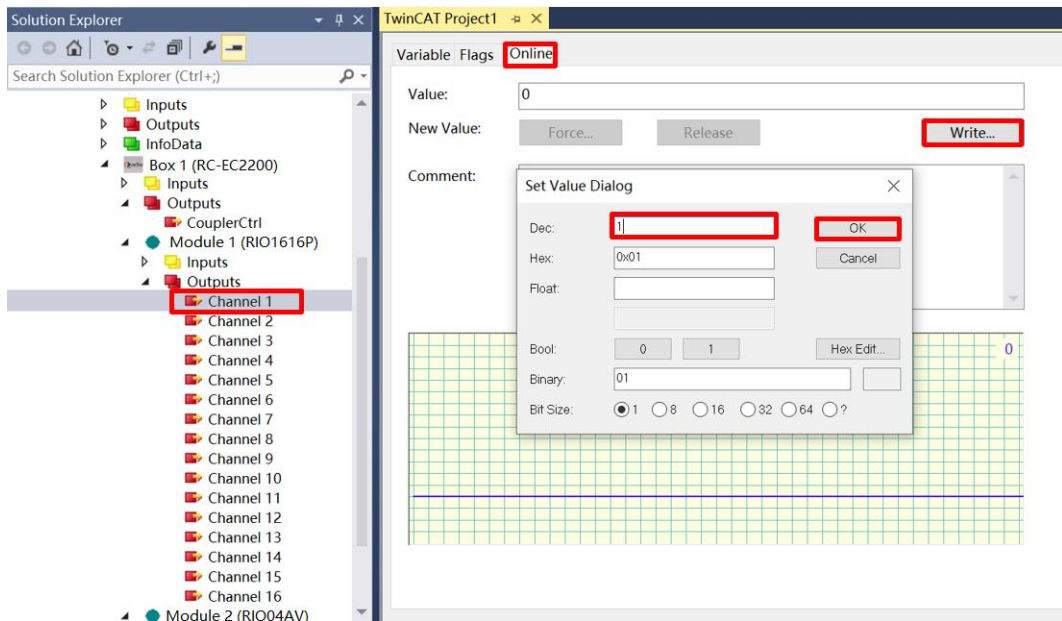 Solution Explorer
Search Solution Explorer (Ctrl+;)
Inputs
Outputs
InfoData
Box 1 (RC-EC2200)
Inputs
Outputs
CouplerCtrl
Module 1 (RIO1616P)
Inputs
Outputs
Channel 1
Channel 2
Channel 3
Channel 4
Channel 5
Channel 6
Channel 7
Channel 8
Channel 9
Channel 10
Channel 11
Channel 12
Channel 13
Channel 14
Channel 15
Channel 16
Module 2 (RIO04AV)
TwinCAT Project1
Variable Flags Online
Value: 0
New Value: Force... Release Write...
Comment:
Set Value Dialog
Dec: 1 OK
Hex: 0x01 Cancel
Float:
Bool: 0 1 Hex Edit...
Binary: 01
Bit Size: 1 8 16 32 64 ?
0